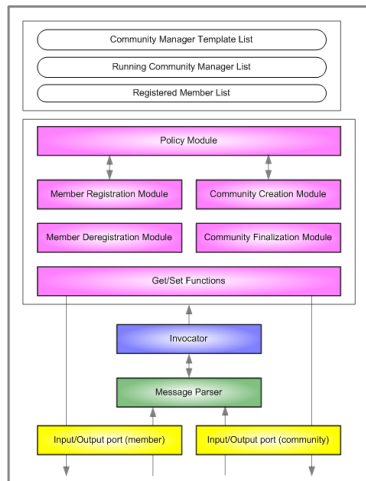 Community Manager Template List
Running Community Manager List
Registered Member List
Policy Module
Member Registration Module
Community Creation Module
Member Deregistration Module
Community Finalization Module
Get/Set Functions
Invocator
Message Parser
Input/Output port (member)
Input/Output port (community)